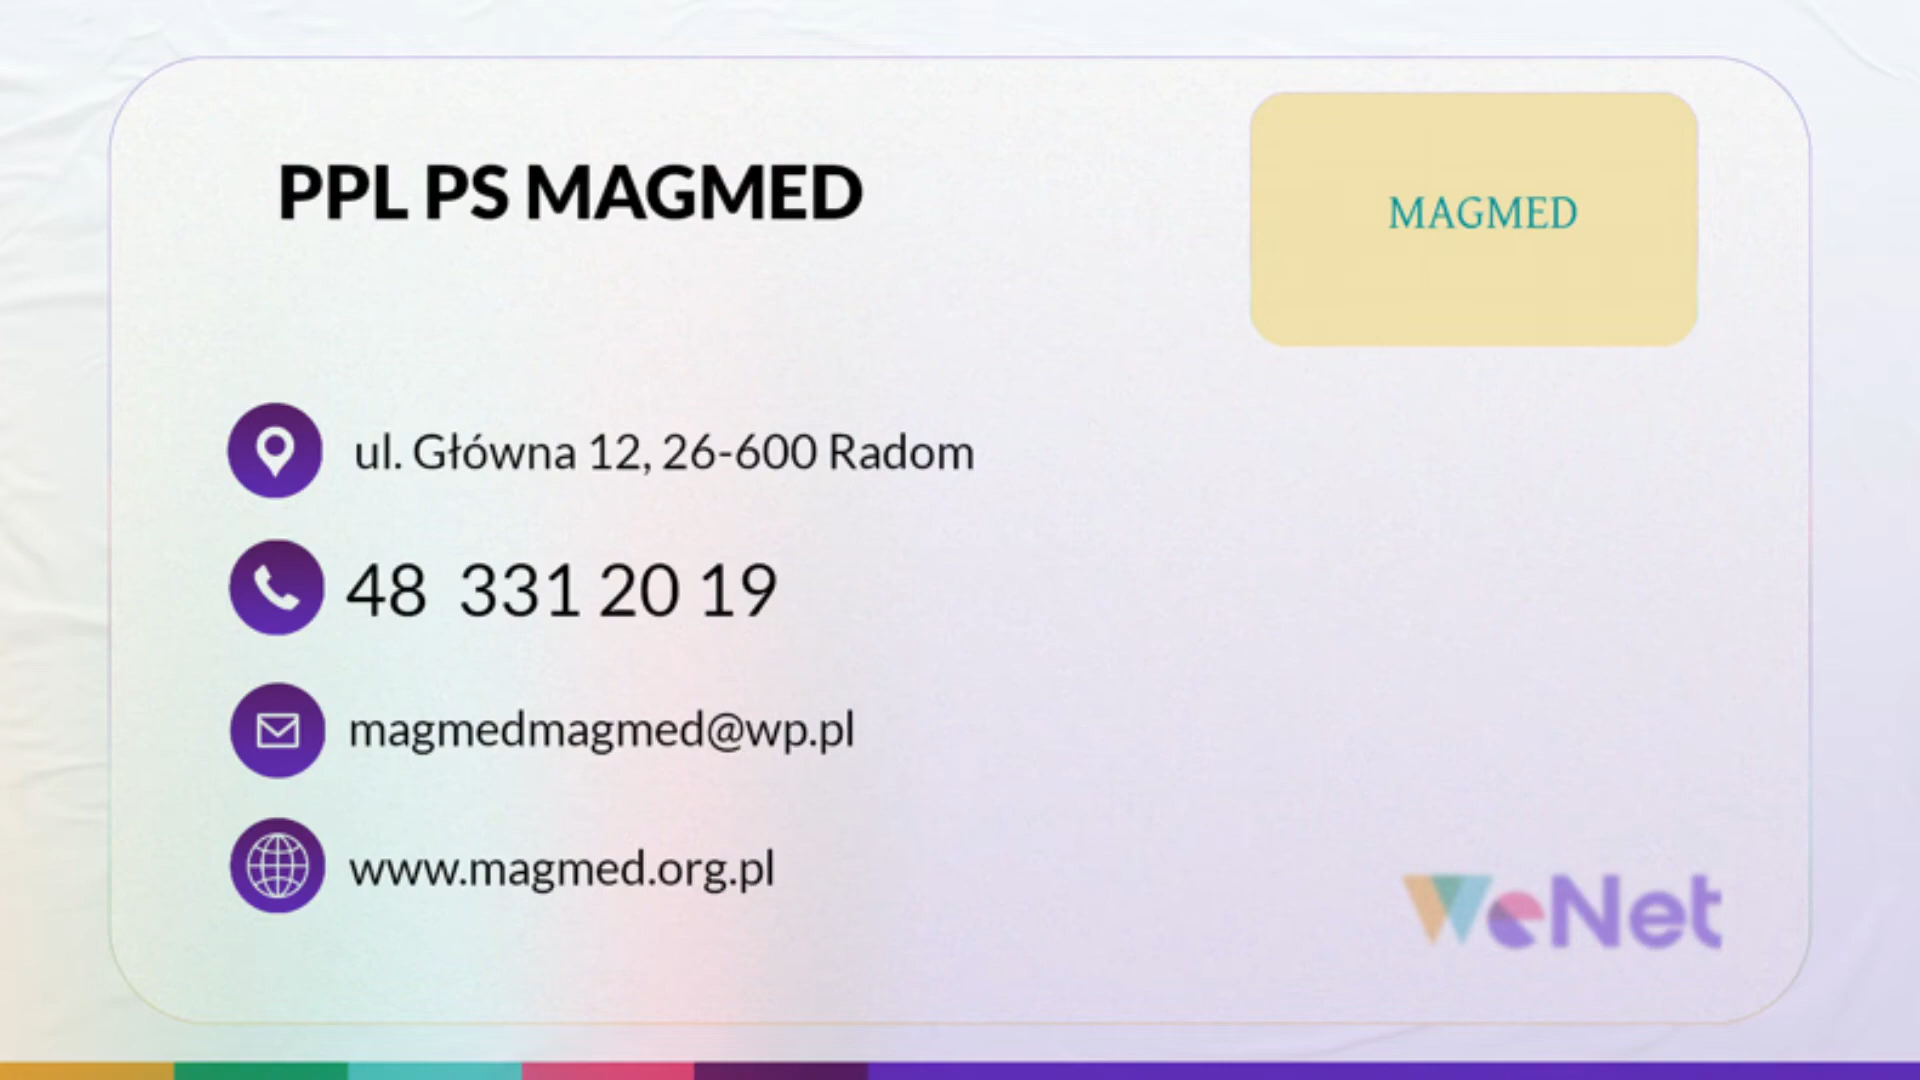 PPL PS MAGMED
MAGMED
ul. Główna 12, 26-600 Radom
48 331 20 19
magmedmagmed@wp.pl
www.magmed.org.pl
WeNet